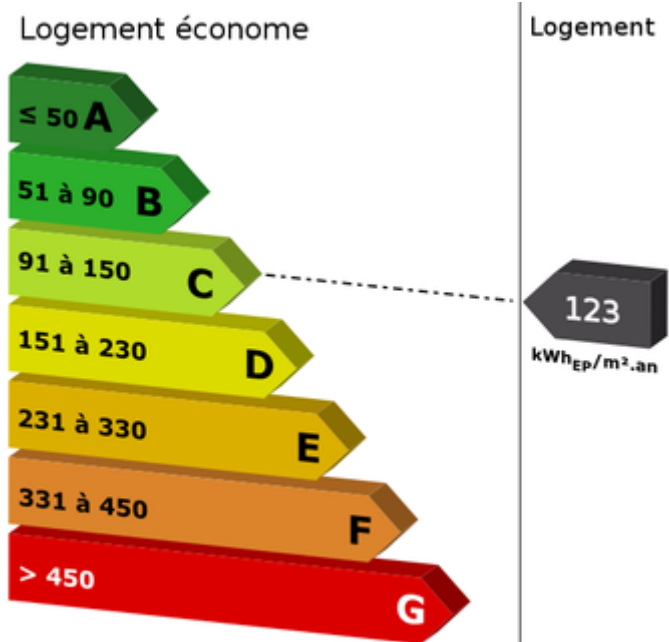 Logement économe
Logement
≤ 50 A
51 à 90 B
91 à 150 C
151 à 230 D
231 à 330 E
331 à 450 F
> 450 G
123
kWhEP/m².an